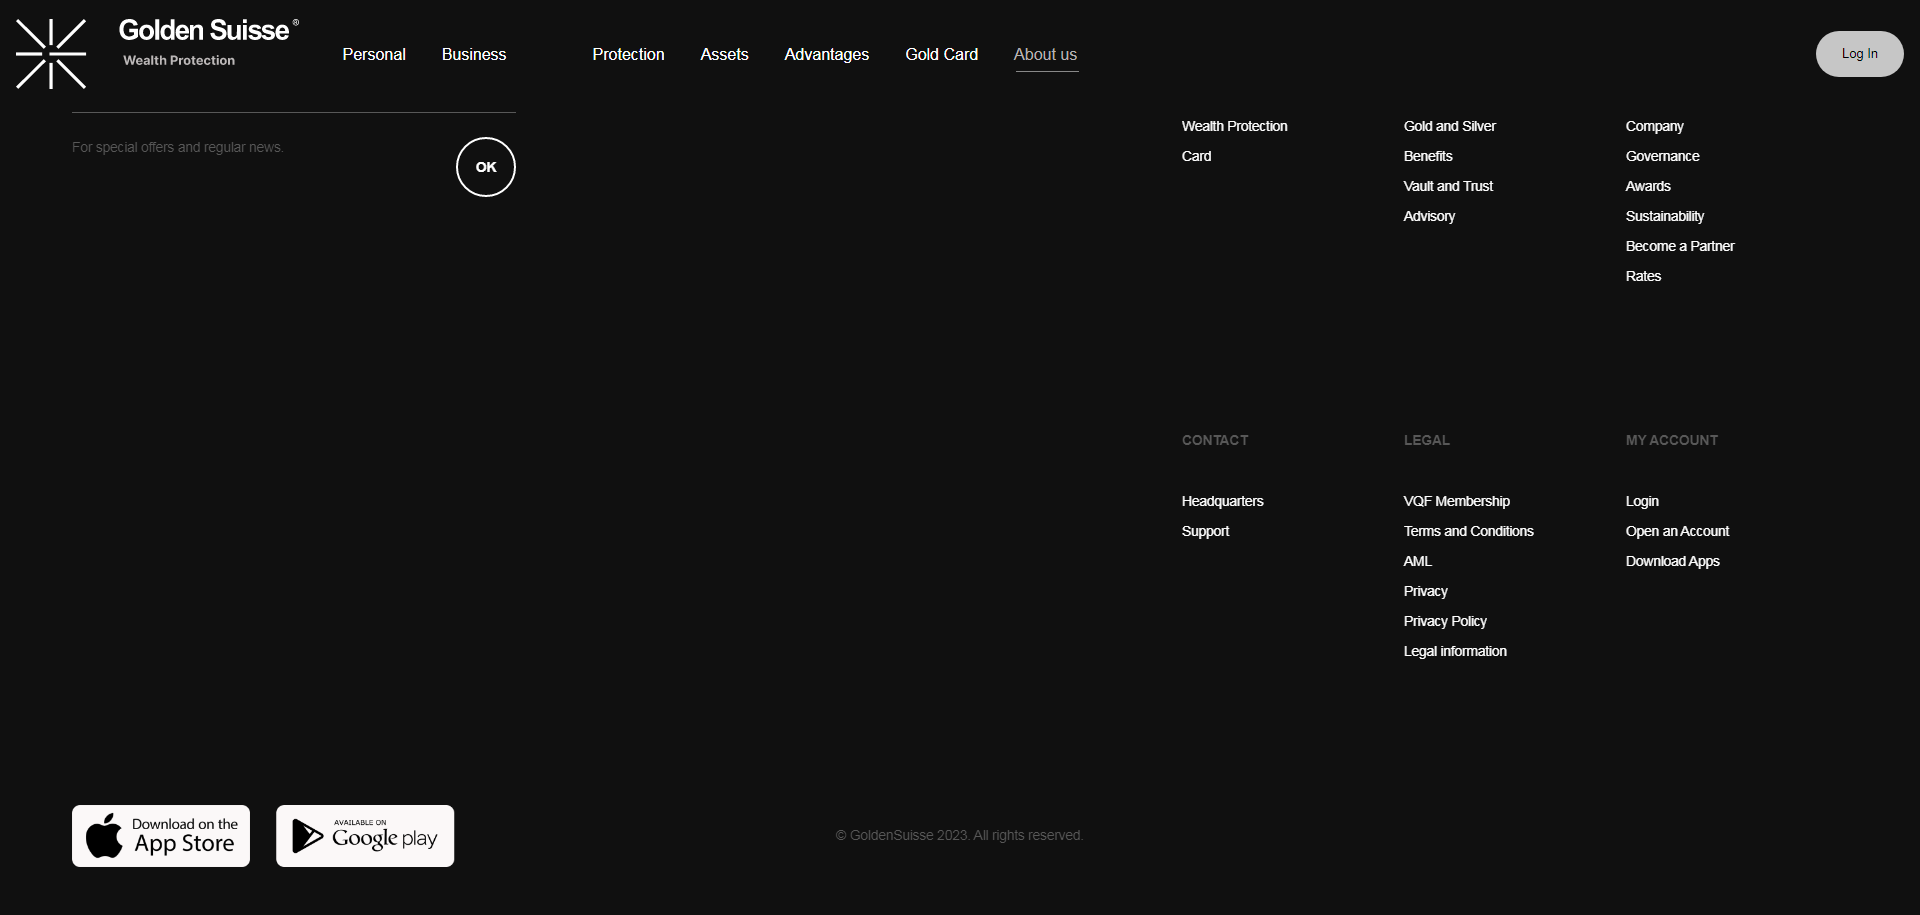 Golden Suisse®
Wealth Protection
Personal
Business
Protection
Assets
Advantages
Gold Card
About us
Log In
For special offers and regular news.
OK
Wealth Protection
Card
Gold and Silver
Benefits
Vault and Trust
Advisory
Company
Governance
Awards
Sustainability
Become a Partner
Rates
CONTACT
Headquarters
Support
LEGAL
VQF Membership
Terms and Conditions
AML
Privacy
Privacy Policy
Legal information
MY ACCOUNT
Login
Open an Account
Download Apps
Download on the
App Store
AVAILABLE ON
Google play
© GoldenSuisse 2023. All rights reserved.